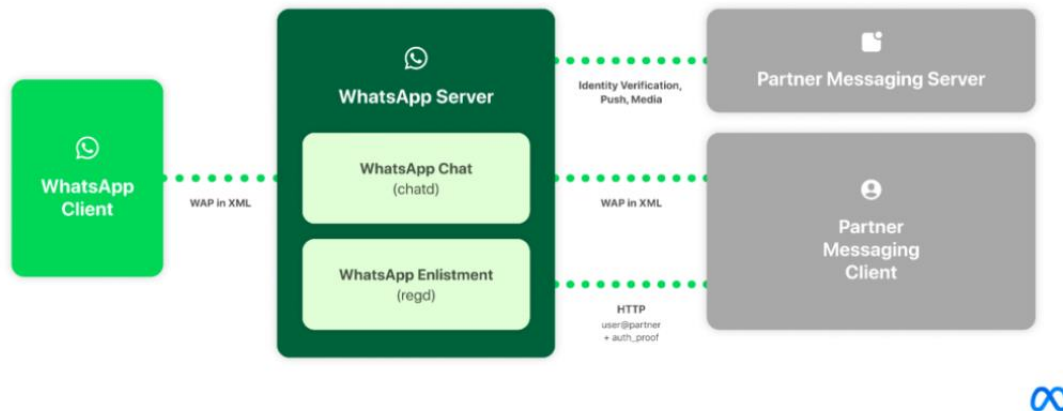 WhatsApp
Client
WAP in XML
WhatsApp Server
WhatsApp Chat
(chatd)
WhatsApp Enlistment
(regd)
Identity Verification,
Push, Media
WAP in XML
HTTP
user@partner
+ auth_proof
Partner Messaging Server
Partner
Messaging
Client